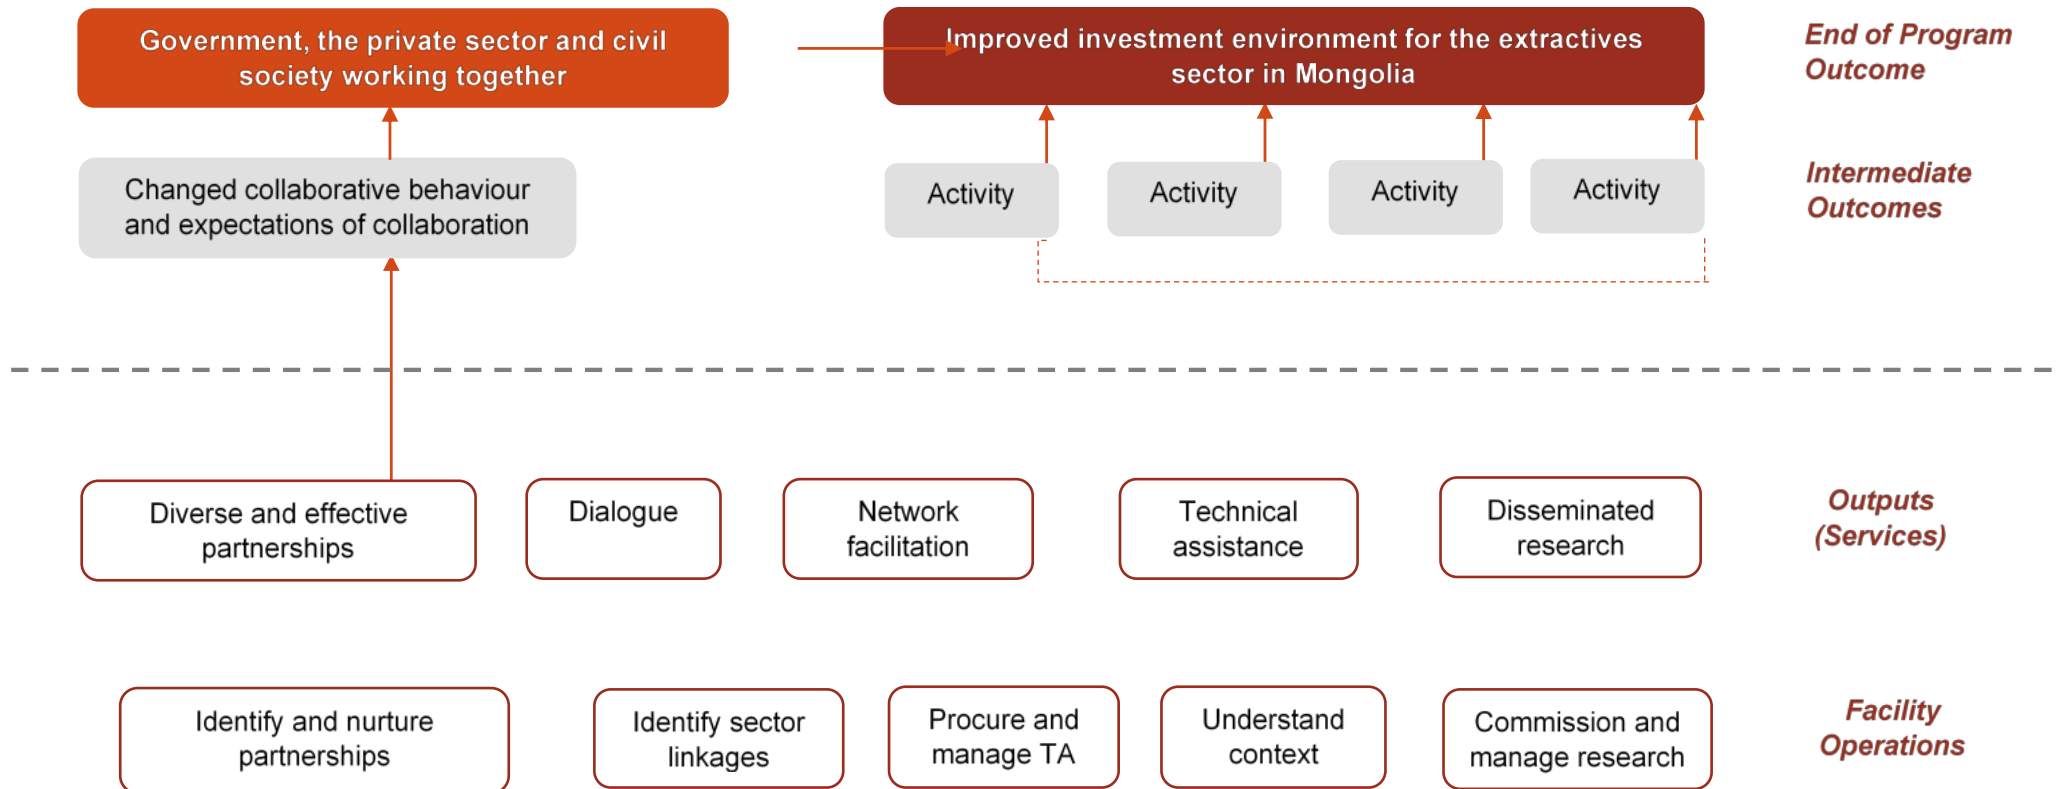 Government, the private sector and civil
society working together
Improved investment environment for the extractives
sector in Mongolia
End of Program
Outcome
Changed collaborative behaviour
and expectations of collaboration
Activity
Activity
Activity
Activity
Intermediate
Outcomes
Diverse and effective
partnerships
Dialogue
Network
facilitation
Technical
assistance
Disseminated
research
Outputs
(Services)
Identify and nurture
partnerships
Identify sector
linkages
Procure and
manage TA
Understand
context
Commission and
manage research
Facility
Operations